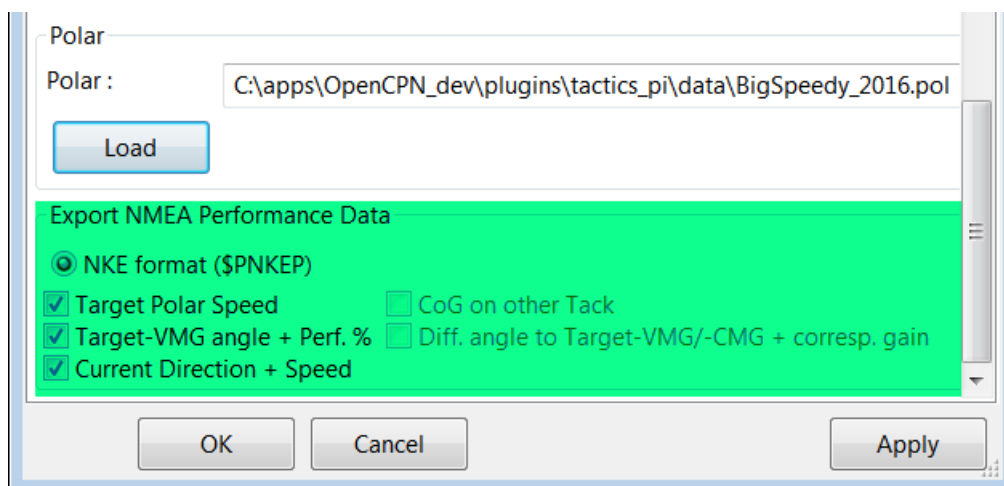 Polar
Polar : C:\apps\OpenCPN_dev\plugins\tactics_pi\data\BigSpeedy_2016.pol
Load
Export NMEA Performance Data
NKE format ($PNKEP)
Target Polar Speed CoG on other Tack
Target-VMG angle + Perf. % Diff. angle to Target-VMG/-CMG + corresp. gain
Current Direction + Speed
OK Cancel Apply